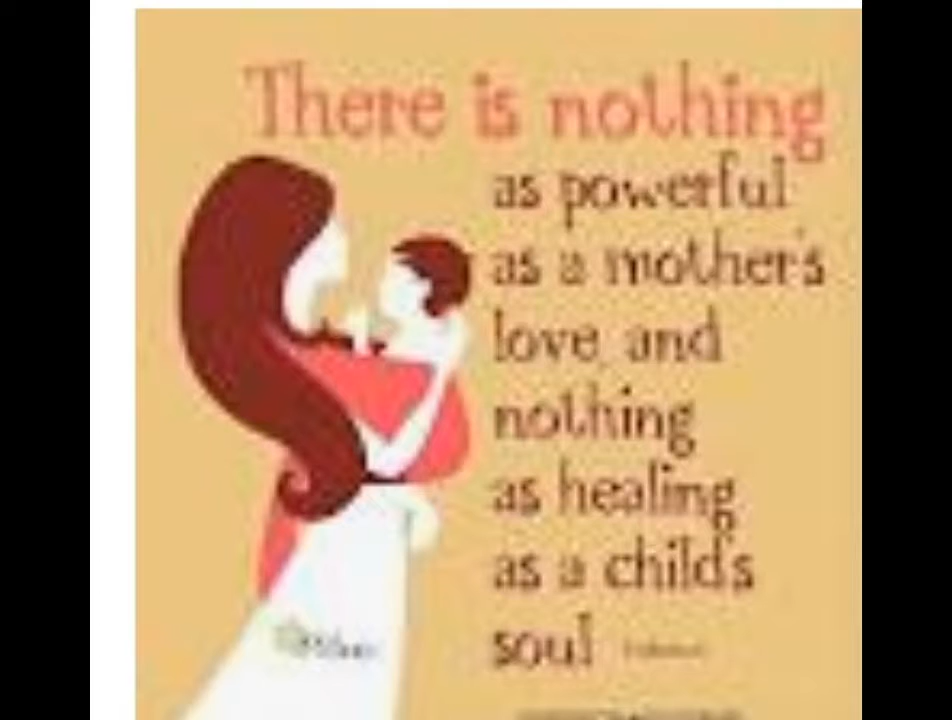 There is nothing
as powerful
as a mother's
love, and
nothing
as healing
as a child's
soul